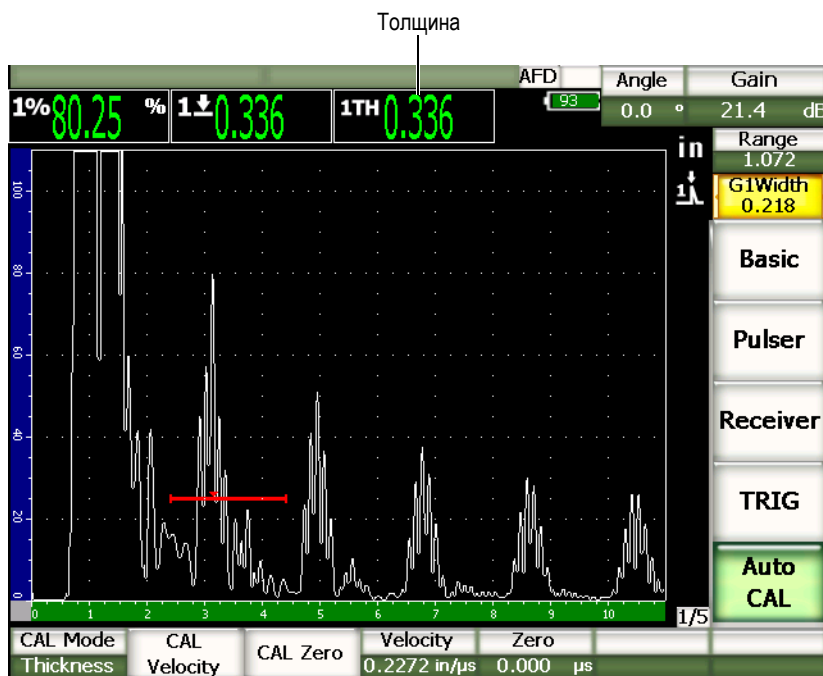 Толщина
AFD
Angle Gain
1% 80.25 % 1 0.336 1TH 0.336 93 0.0 ° 21.4 dB
in Range
1.072
1 G1Width
0.218
100
80
60
40
20
0
Basic
Pulser
Receiver
TRIG
Auto
CAL
0 1 2 3 4 5 6 7 8 9 10 1/5
CAL Mode CAL
Velocity CAL Zero Velocity Zero
Thickness 0.2272 in/µs 0.000 µs